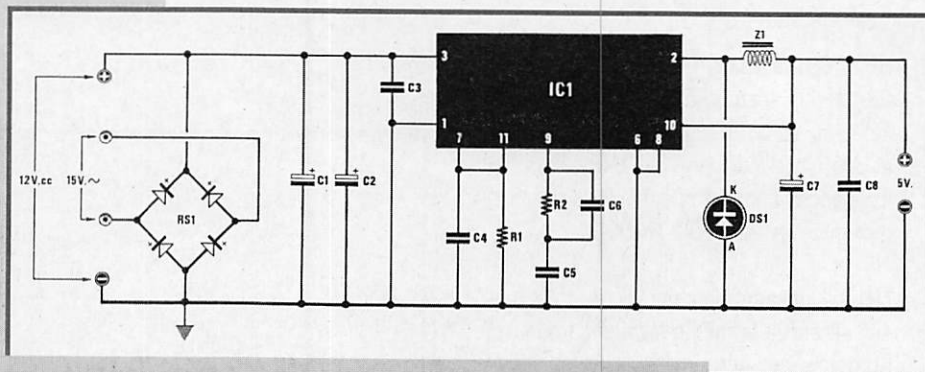 Z1
3
2
IC1
C3
1
10
7
11
9
6
8
12V.cc
15V.~
RS1
+
C1
+
C2
R2
C6
K
+
C7
C8
5V.
DS1
C4
R1
A
C5